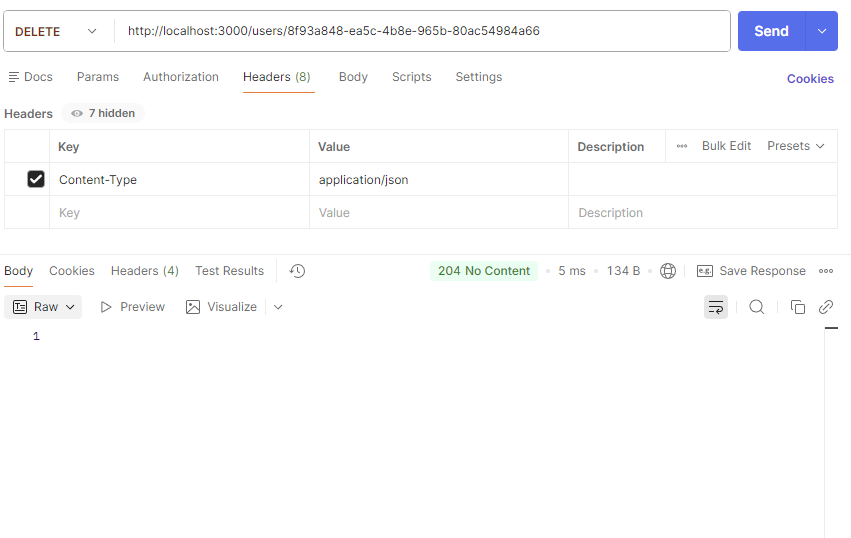 DELETE http://localhost:3000/users/8f93a848-ea5c-4b8e-965b-80ac54984a66 Send
Docs Params Authorization Headers (8) Body Scripts Settings Cookies
Headers 7 hidden
Key Value Description Bulk Edit Presets
Content-Type application/json
Key Value Description
Body Cookies Headers (4) Test Results 204 No Content 5 ms 134 B e.g. Save Response
Raw Preview Visualize
1